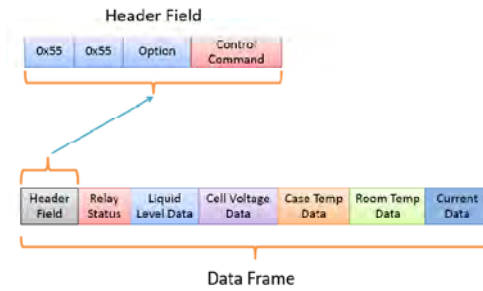 Header Field
0x55 0x55 Option Control Command
Header Field Relay Status Liquid Level Data Cell Voltage Data Case Temp Data Room Temp Data Current Data
Data Frame